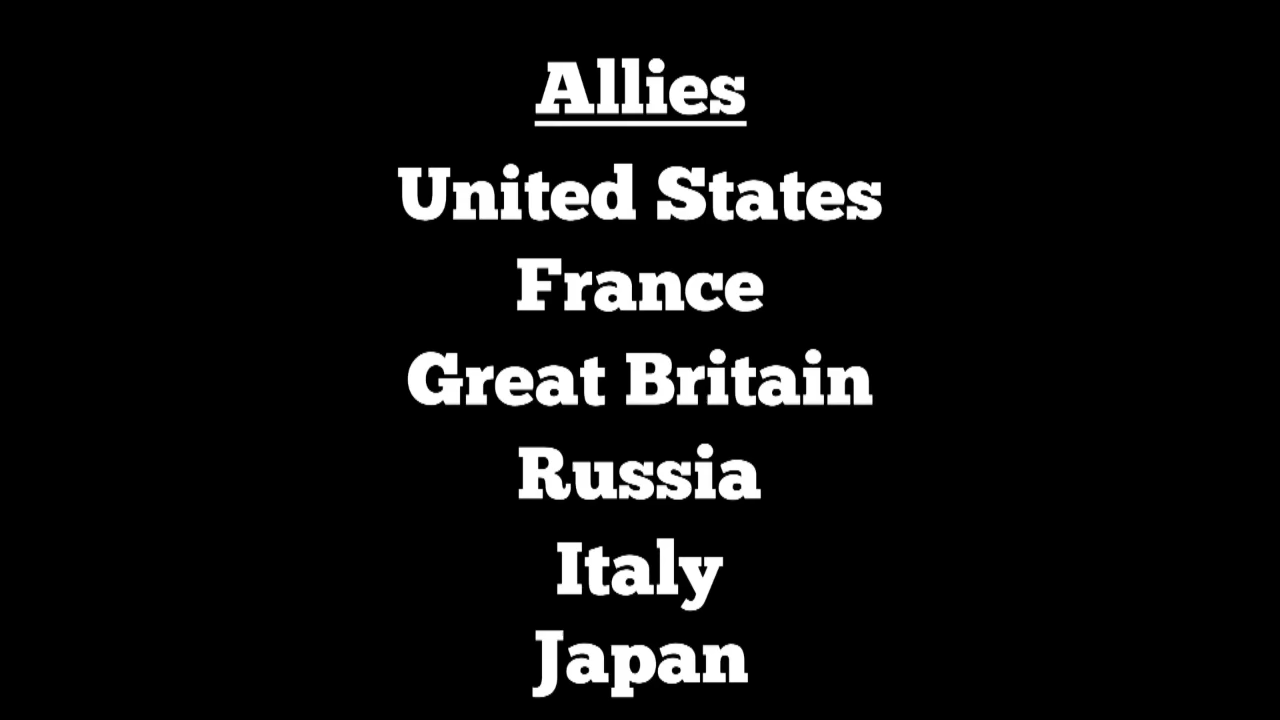 Allies
United States
France
Great Britain
Russia
Italy
Japan